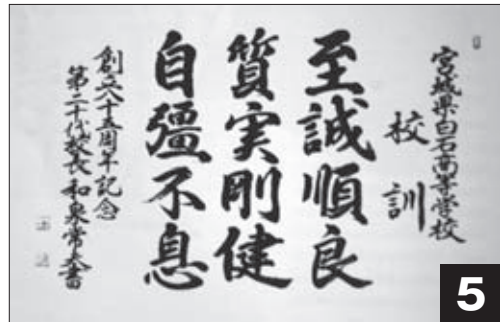 宮城県白石高等学校
校訓
至誠順良
質実剛健
自彊不息
創立八十五周年記念
第二十代校長 和泉常夫書
5